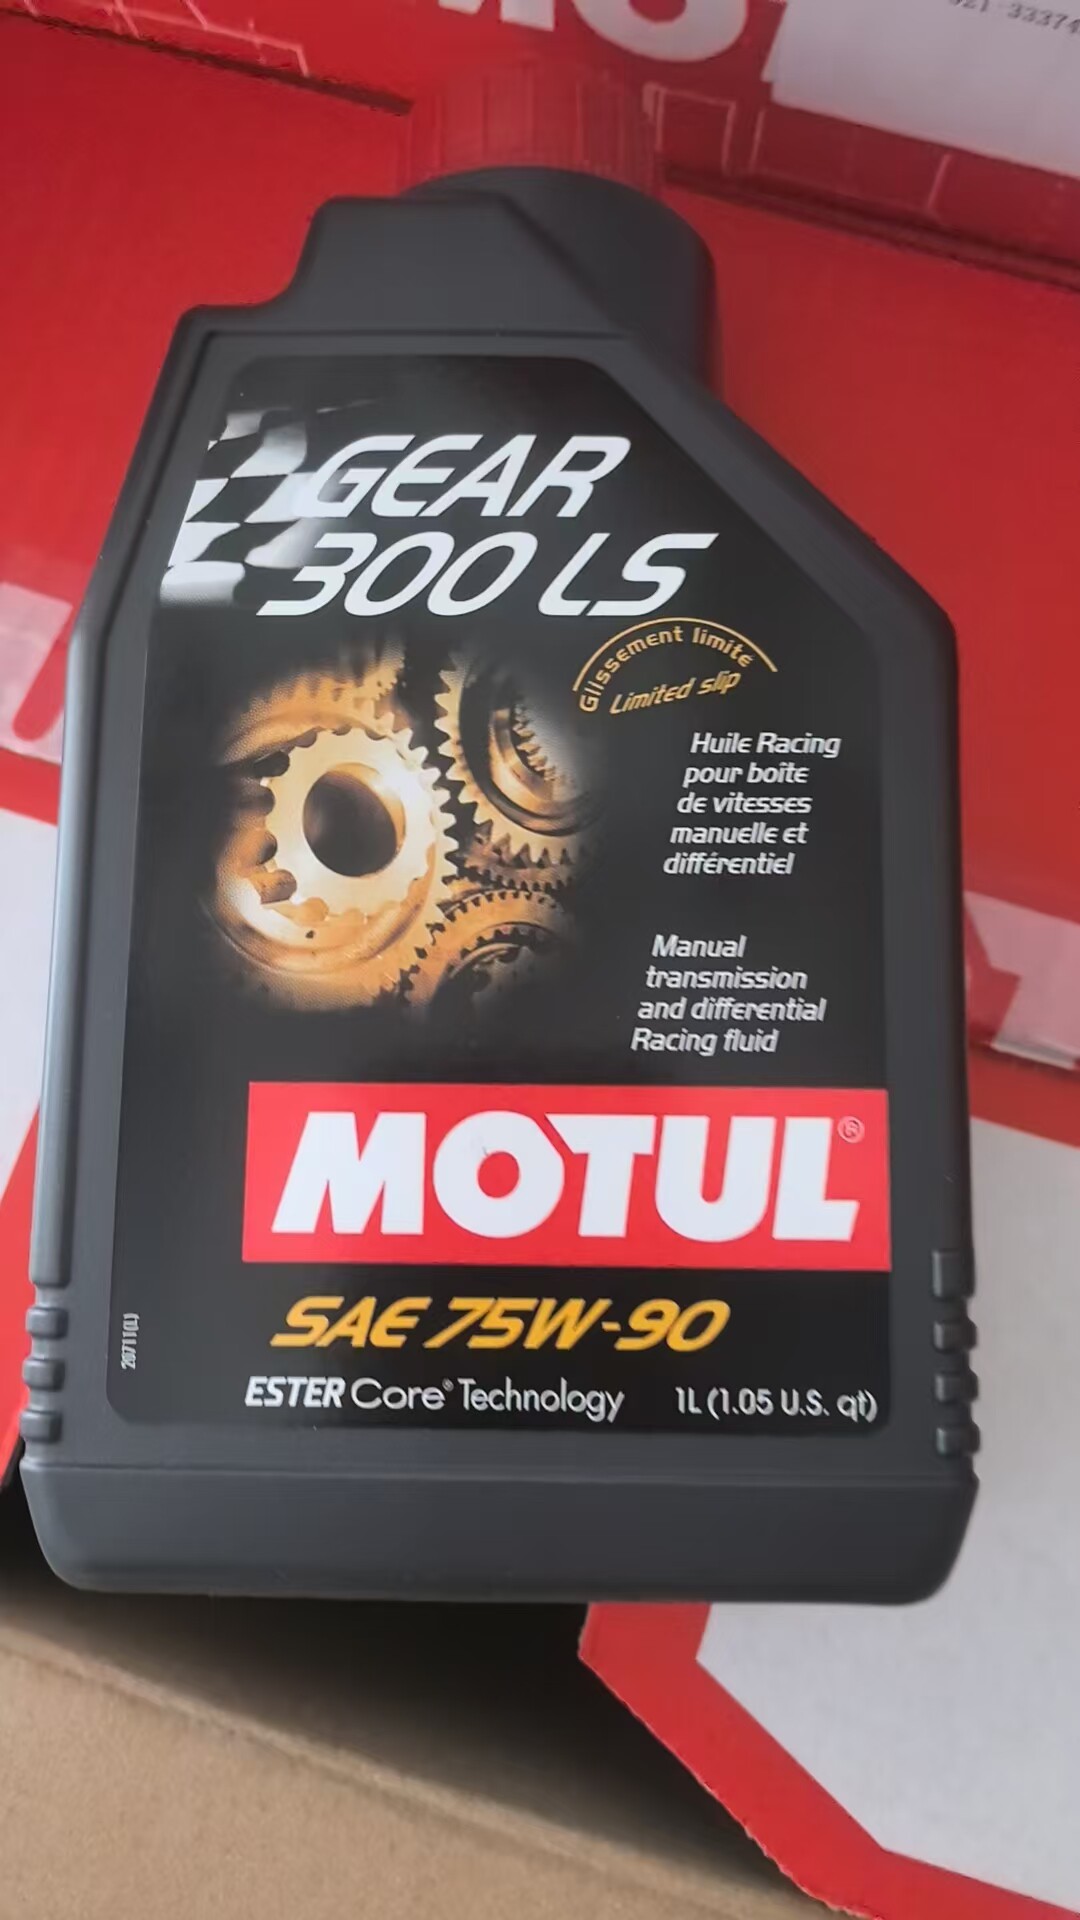 GEAR
300 LS
Glissement limite
Limited slip
Huile Racing
pour boîte
de vitesses
manuelle et
différentiel
Manual
transmission
and differential
Racing fluid
MOTUL®
SAE 75W-90
ESTER Core® Technology 1L (1.05 U.S. qt)